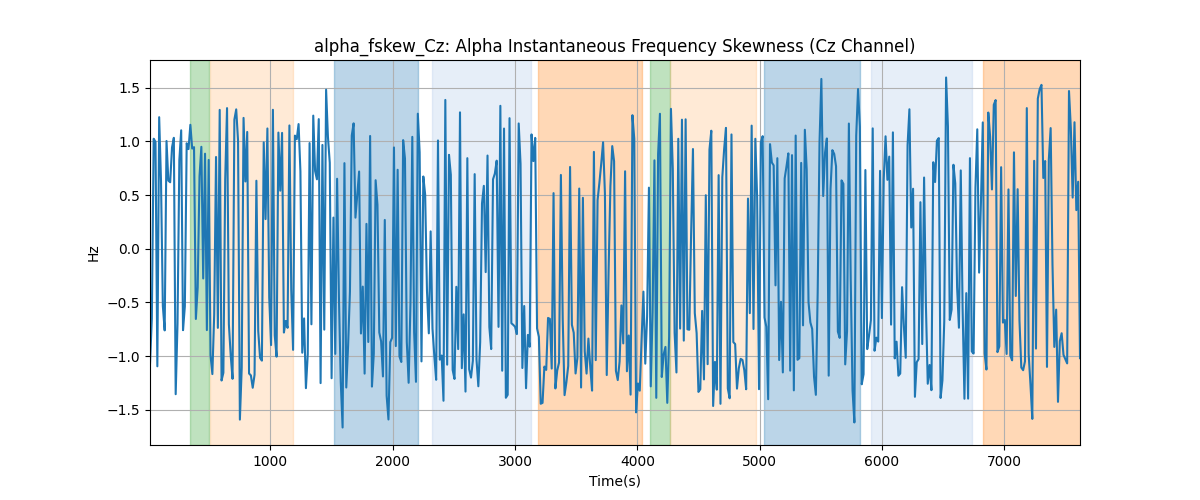 alpha_fskew_Cz: Alpha Instantaneous Frequency Skewness (Cz Channel)
1.5
1.0
0.5
0.0
−0.5
−1.0
−1.5
Hz
1000 2000 3000 4000 5000 6000 7000
Time(s)